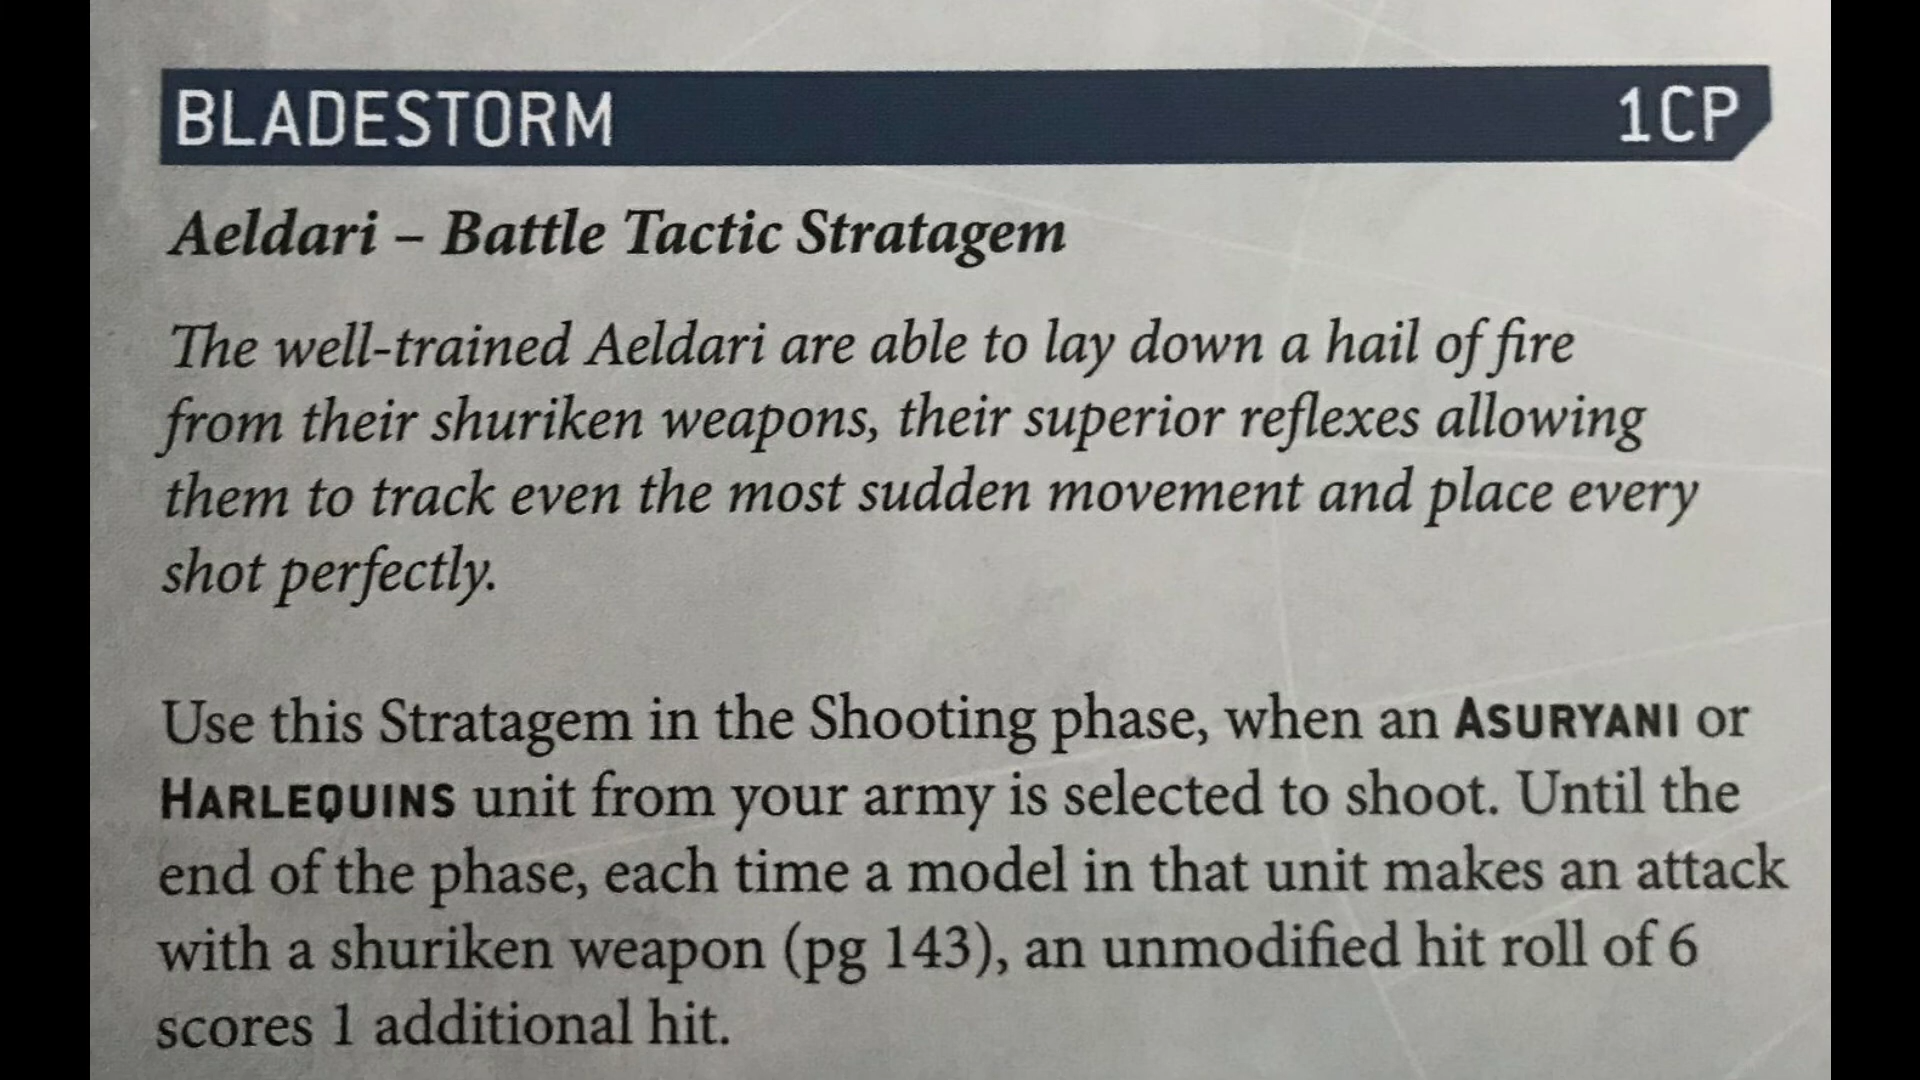 BLADESTORM 1CP
Aeldari – Battle Tactic Stratagem
The well-trained Aeldari are able to lay down a hail of fire
from their shuriken weapons, their superior reflexes allowing
them to track even the most sudden movement and place every
shot perfectly.
Use this Stratagem in the Shooting phase, when an ASURYANI or
HARLEQUINS unit from your army is selected to shoot. Until the
end of the phase, each time a model in that unit makes an attack
with a shuriken weapon (pg 143), an unmodified hit roll of 6
scores 1 additional hit.